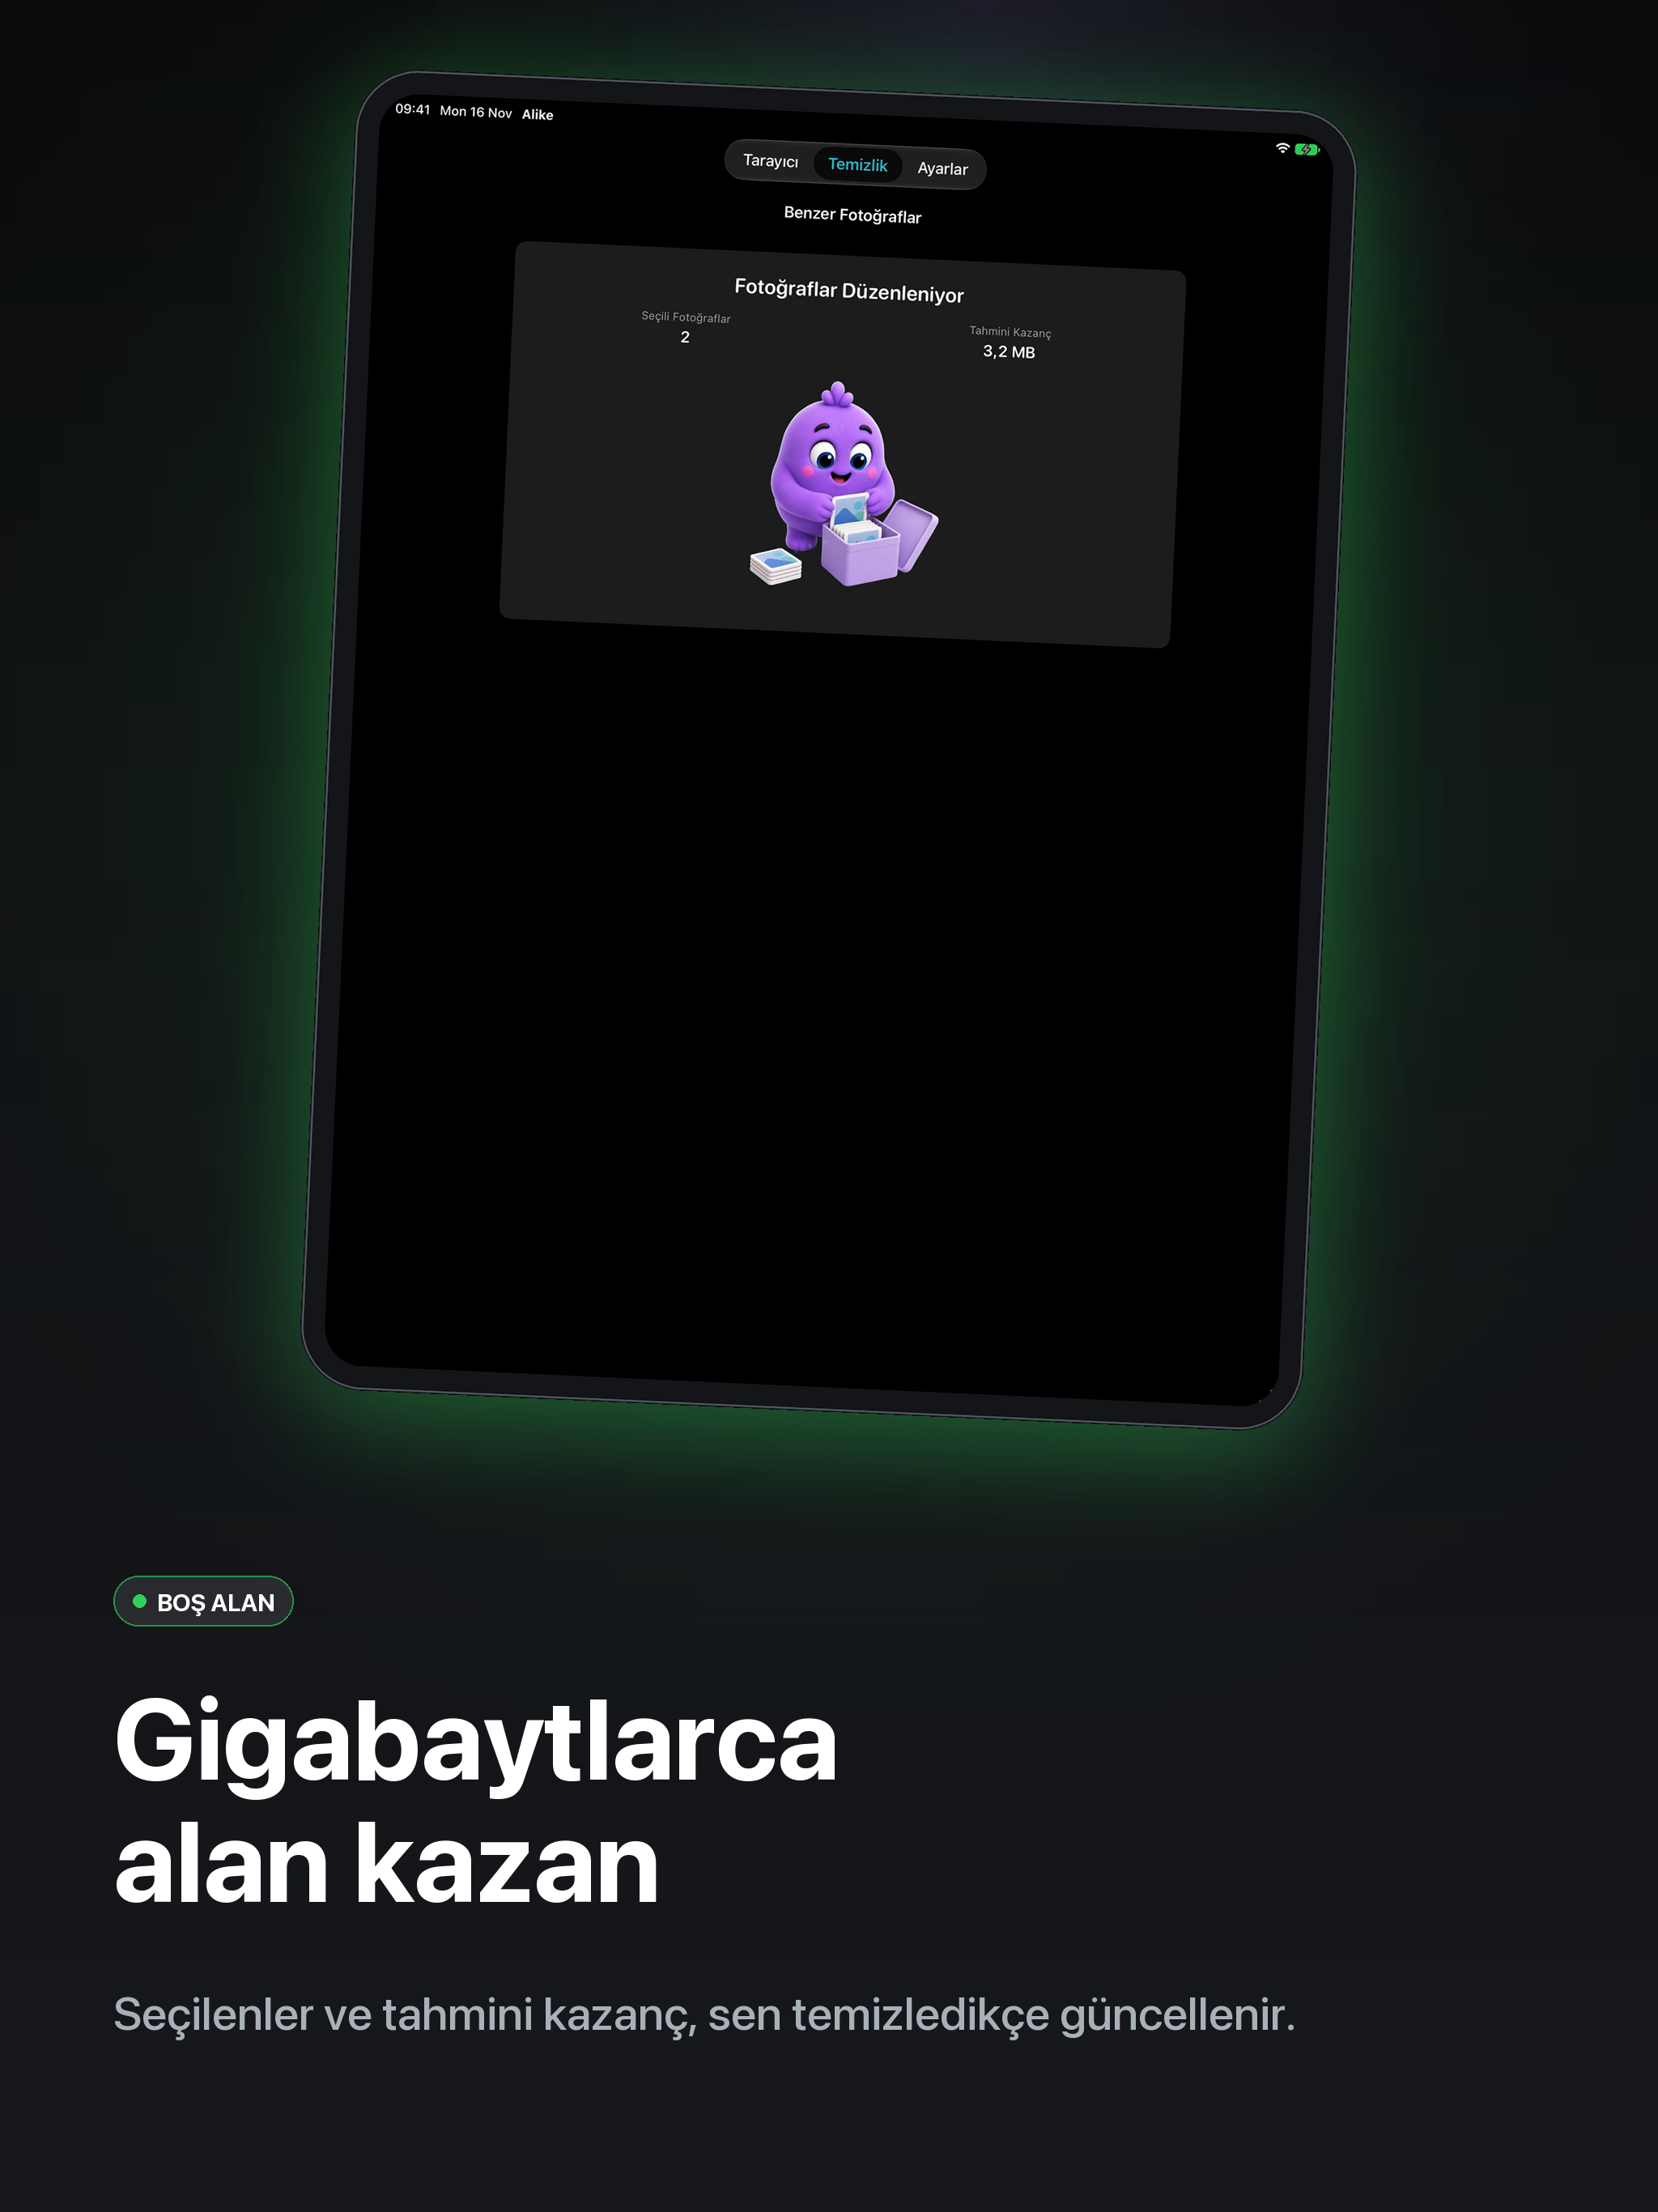 09:41 Mon 16 Nov Alike
Tarayıcı Temizlik Ayarlar
Benzer Fotoğraflar
Fotoğraflar Düzenleniyor
Seçili Fotoğraflar Tahmini Kazanç
2 3,2 MB
BOŞ ALAN
Gigabaytlarca
alan kazan
Seçilenler ve tahmini kazanç, sen temizledikçe güncellenir.